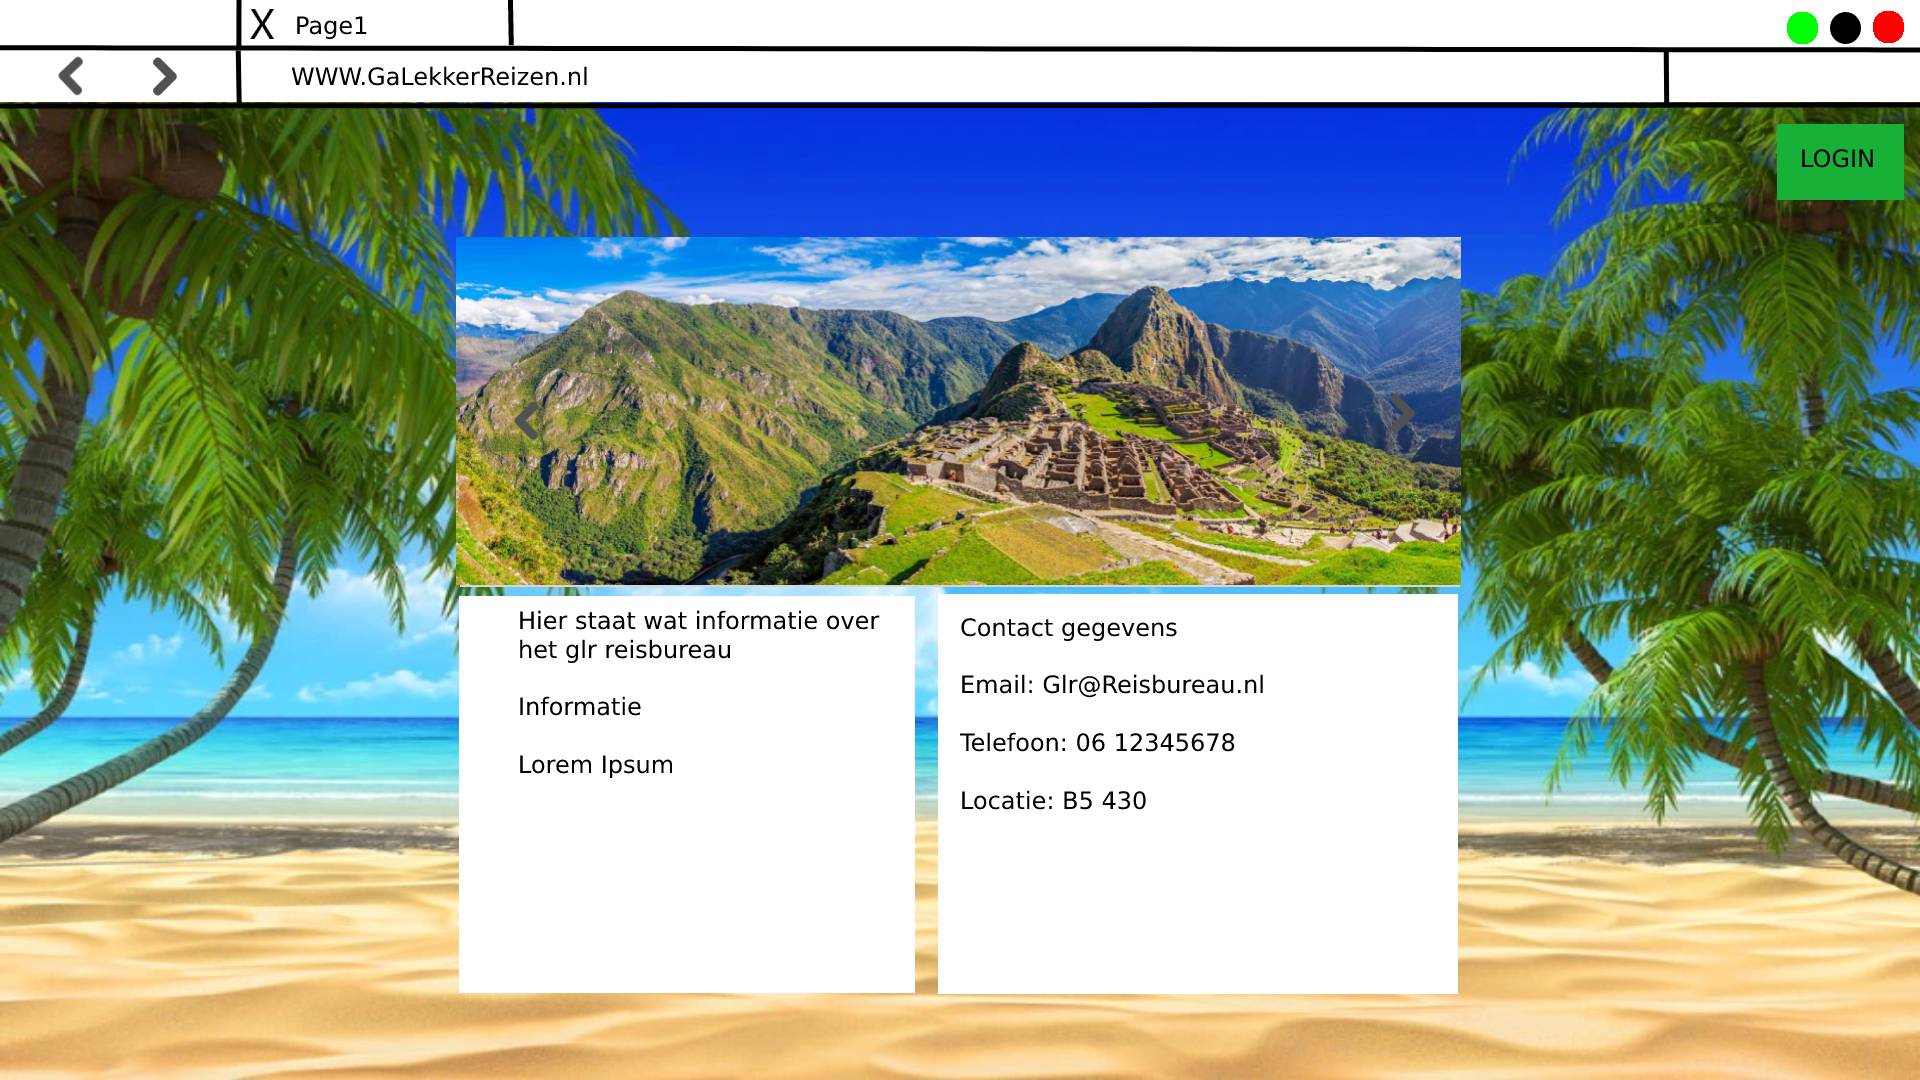 X Page1
WWW.GaLekkerReizen.nl
LOGIN
Hier staat wat informatie over
het glr reisbureau
Informatie
Lorem Ipsum
Contact gegevens
Email: Glr@Reisbureau.nl
Telefoon: 06 12345678
Locatie: B5 430